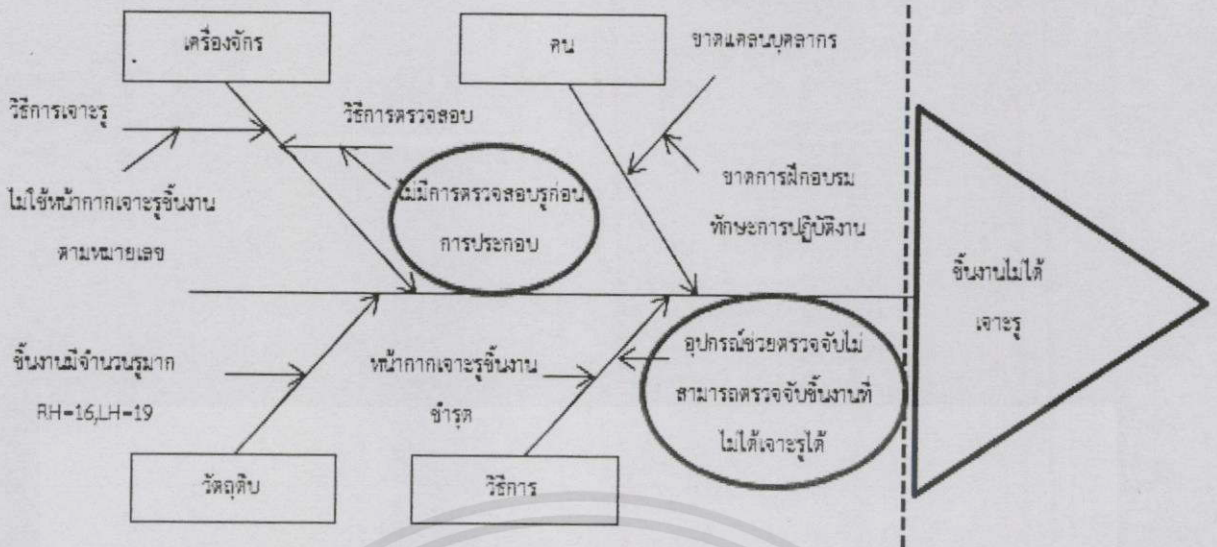 เครื่องจักร
คน
ขาดแคลนบุคลากร
วิธีการเจาะรู
วิธีการตรวจสอบ
ไม่ใช้หน้ากากเจาะรูชิ้นงาน
ตามหมายเลข
ไม่มีการตรวจสอบรูก่อน
การประกอบ
ขาดการฝึกอบรม
ทักษะการปฏิบัติงาน
ชิ้นงานไม่ได้
เจาะรู
ชิ้นงานมีจำนวนรูมาก
RH=16,LH=19
หน้ากากเจาะรูชิ้นงาน
ชำรุด
อุปกรณ์ช่วยตรวจจับไม่
สามารถตรวจจับชิ้นงานที่
ไม่ได้เจาะรูได้
วัตถุดิบ
วิธีการ